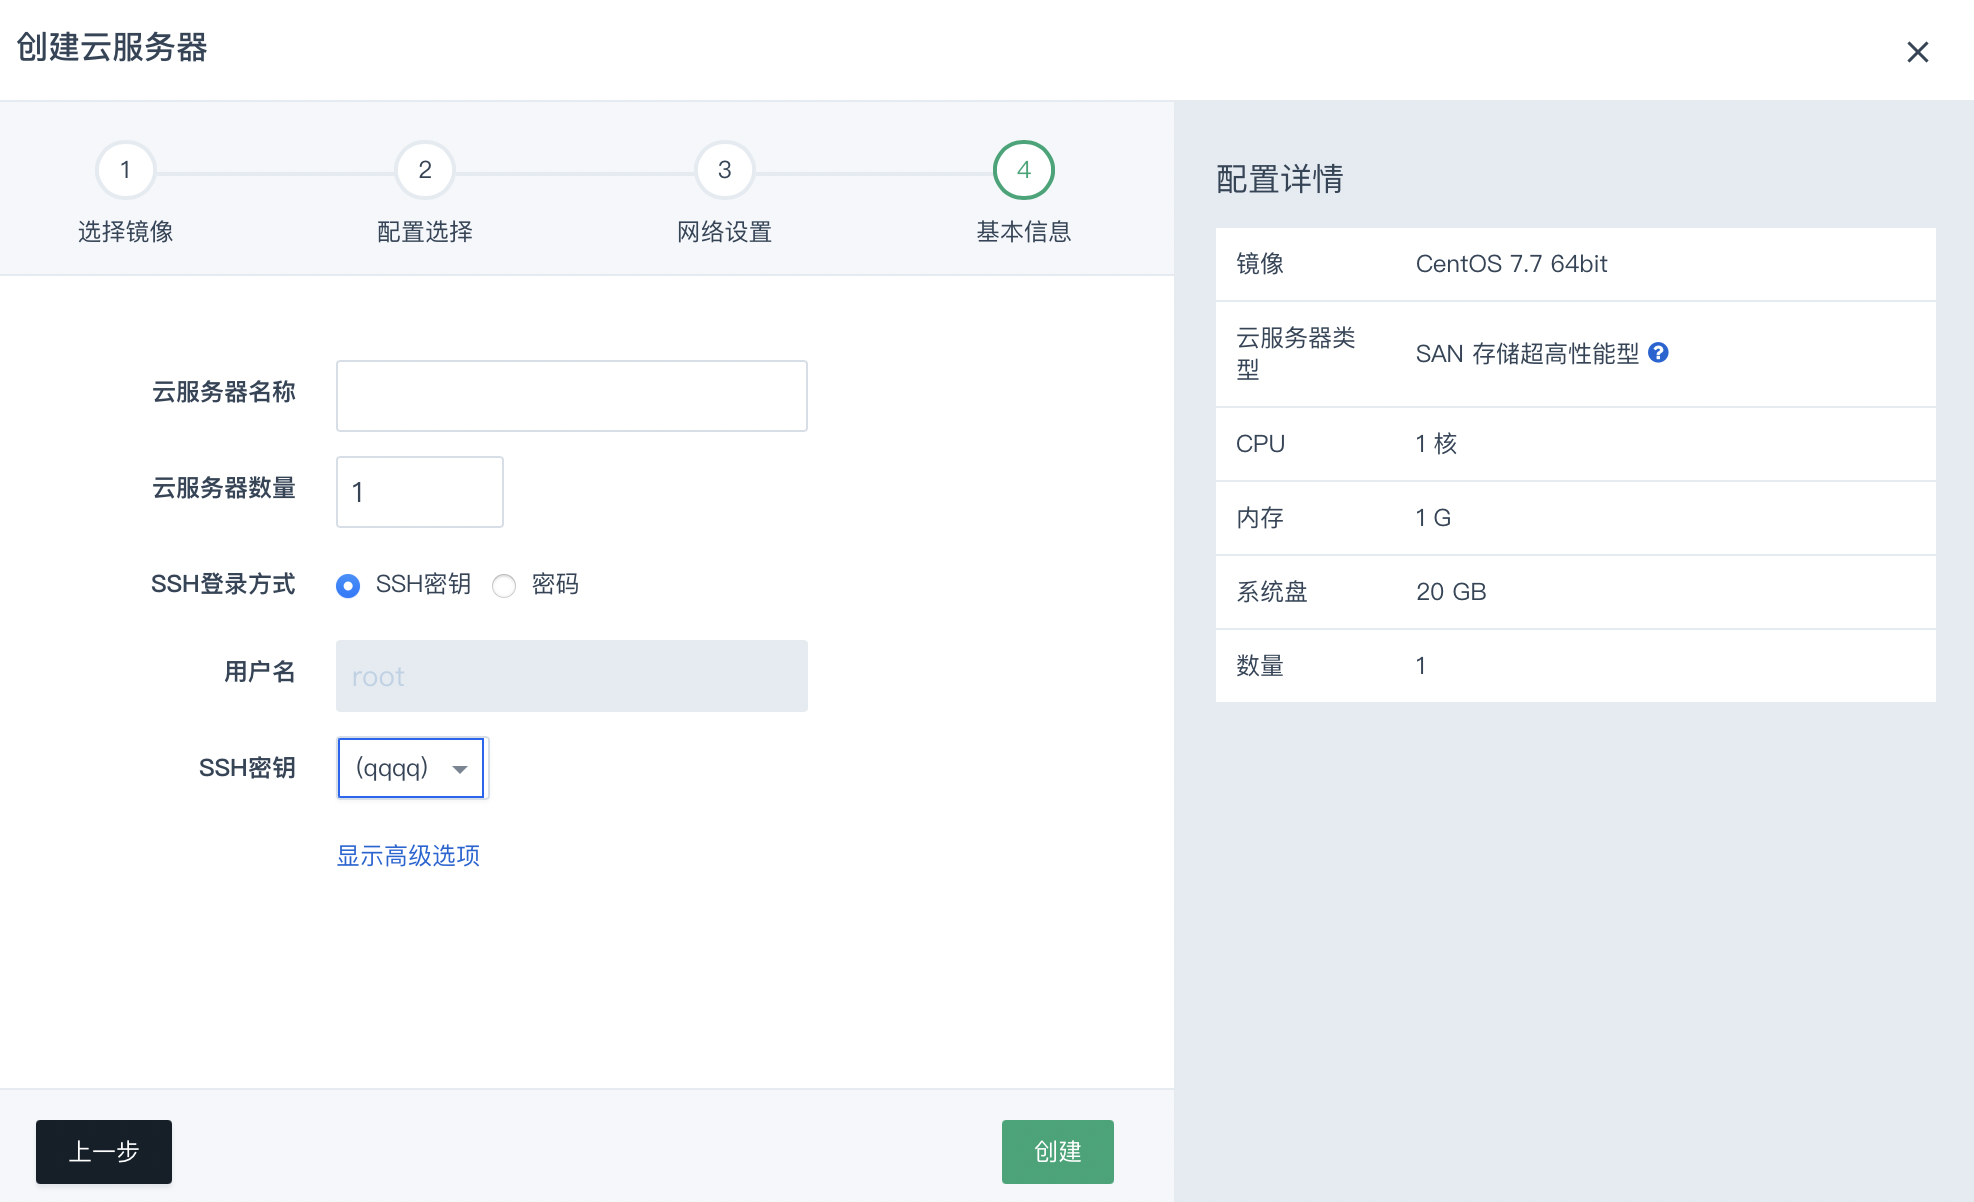 创建云服务器
1
2
3
4
选择镜像
配置选择
网络设置
基本信息
云服务器名称
云服务器数量
1
SSH登录方式
SSH密钥
密码
用户名
root
SSH密钥
(qqqq)
显示高级选项
上一步
创建
配置详情
镜像
CentOS 7.7 64bit
云服务器类
型
SAN 存储超高性能型
?
CPU
1 核
内存
1 G
系统盘
20 GB
数量
1